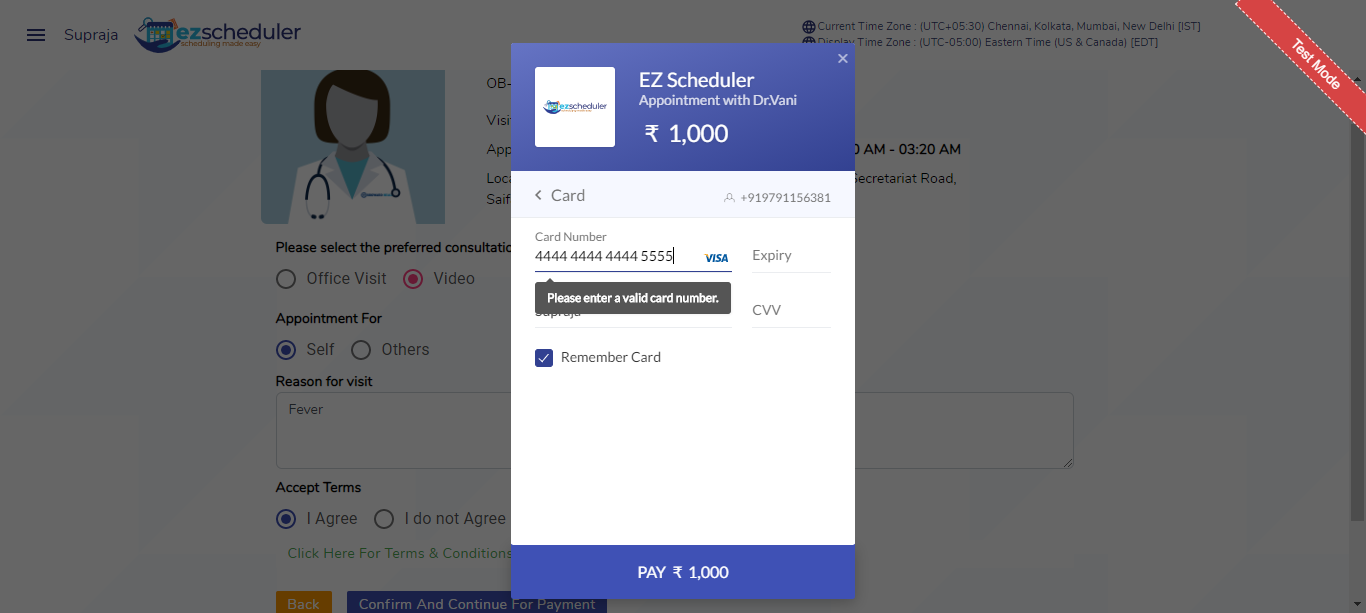 Supraja
ezscheduler
scheduling made easy
Current Time Zone : (UTC+05:30) Chennai, Kolkata, Mumbai, New Delhi [IST]
Display Time Zone : (UTC-05:00) Eastern Time (US & Canada) [EDT]
Test Mode
OB-
Visi
App
0 AM - 03:20 AM
Loca
Secretariat Road,
Saif
Please select the preferred consultatio
Office Visit
Video
Appointment For
Self
Others
Reason for visit
Fever
Accept Terms
I Agree
I do not Agree
Click Here For Terms & Conditions
Back
Confirm And Continue For Payment
×
ezscheduler
EZ Scheduler
Appointment with Dr.Vani
₹ 1,000
Card
+919791156381
Card Number
4444 4444 4444 5555
VISA
Expiry
Please enter a valid card number.
Supraja
CVV
Remember Card
PAY ₹ 1,000